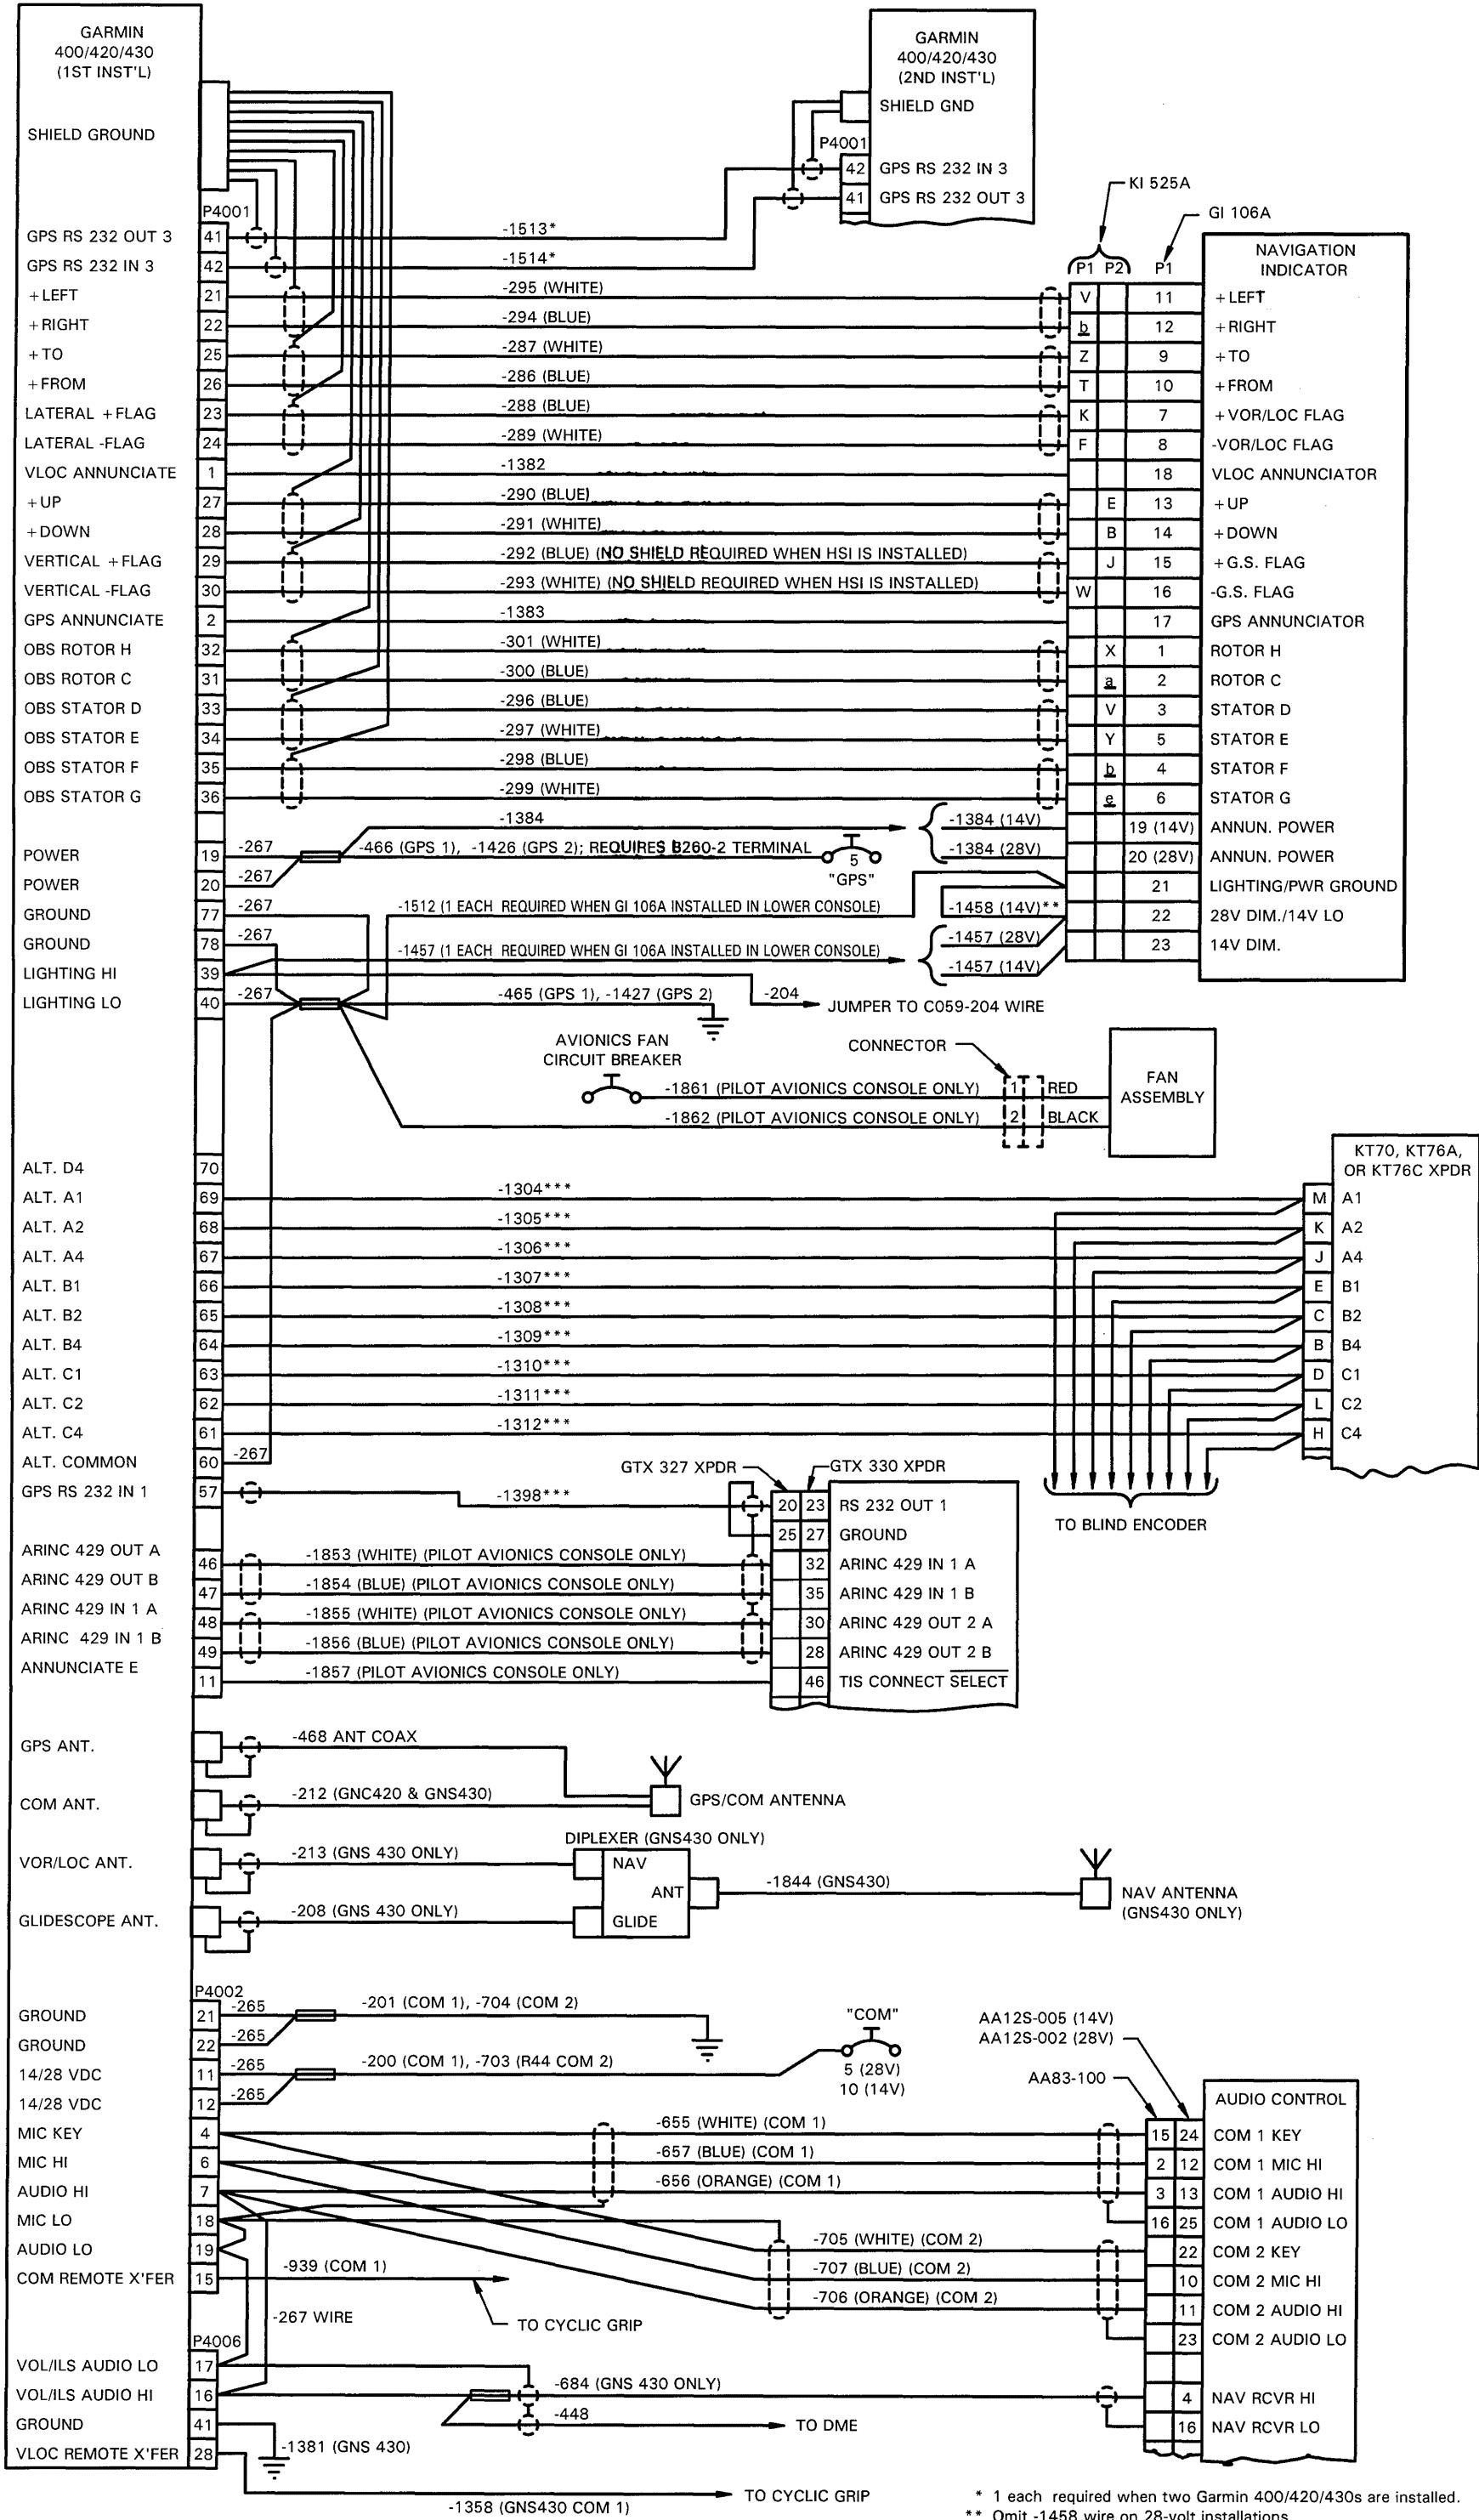 GARMIN
400/420/430
(1ST INST'L)
SHIELD GROUND
GARMIN
400/420/430
(2ND INST'L)
SHIELD GND
P4001
42 GPS RS 232 IN 3
41 GPS RS 232 OUT 3
KI 525A
GI 106A
P1 P2 P1
NAVIGATION
INDICATOR
P4001
GPS RS 232 OUT 3 41 -1513*
GPS RS 232 IN 3 42 -1514*
+LEFT 21 -295 (WHITE) V 11 +LEFT
+RIGHT 22 -294 (BLUE) b 12 +RIGHT
+TO 25 -287 (WHITE) Z 9 +TO
+FROM 26 -286 (BLUE) T 10 +FROM
LATERAL +FLAG 23 -288 (BLUE) K 7 +VOR/LOC FLAG
LATERAL -FLAG 24 -289 (WHITE) F 8 -VOR/LOC FLAG
VLOC ANNUNCIATE 1 -1382 18 VLOC ANNUNCIATOR
+UP 27 -290 (BLUE) E 13 +UP
+DOWN 28 -291 (WHITE) B 14 +DOWN
VERTICAL +FLAG 29 -292 (BLUE) (NO SHIELD REQUIRED WHEN HSI IS INSTALLED) J 15 +G.S. FLAG
VERTICAL -FLAG 30 -293 (WHITE) (NO SHIELD REQUIRED WHEN HSI IS INSTALLED) W 16 -G.S. FLAG
GPS ANNUNCIATE 2 -1383 17 GPS ANNUNCIATOR
OBS ROTOR H 32 -301 (WHITE) X 1 ROTOR H
OBS ROTOR C 31 -300 (BLUE) a 2 ROTOR C
OBS STATOR D 33 -296 (BLUE) V 3 STATOR D
OBS STATOR E 34 -297 (WHITE) Y 5 STATOR E
OBS STATOR F 35 -298 (BLUE) b 4 STATOR F
OBS STATOR G 36 -299 (WHITE) e 6 STATOR G
-1384 -1384 (14V) 19 (14V) ANNUN. POWER
POWER 19 -267 -466 (GPS 1), -1426 (GPS 2); REQUIRES B260-2 TERMINAL 5 -1384 (28V) 20 (28V) ANNUN. POWER
"GPS"
POWER 20 -267 21 LIGHTING/PWR GROUND
GROUND 77 -267 -1512 (1 EACH REQUIRED WHEN GI 106A INSTALLED IN LOWER CONSOLE) -1458 (14V)** 22 28V DIM./14V LO
GROUND 78 -267 -1457 (1 EACH REQUIRED WHEN GI 106A INSTALLED IN LOWER CONSOLE) -1457 (28V) 23 14V DIM.
LIGHTING HI 39 -1457 (14V)
LIGHTING LO 40 -267 -465 (GPS 1), -1427 (GPS 2) -204 JUMPER TO C059-204 WIRE
AVIONICS FAN
CIRCUIT BREAKER
CONNECTOR
FAN
ASSEMBLY
-1861 (PILOT AVIONICS CONSOLE ONLY) 1 RED
-1862 (PILOT AVIONICS CONSOLE ONLY) 2 BLACK
KT70, KT76A,
OR KT76C XPDR
ALT. D4 70
ALT. A1 69 -1304*** M A1
ALT. A2 68 -1305*** K A2
ALT. A4 67 -1306*** J A4
ALT. B1 66 -1307*** E B1
ALT. B2 65 -1308*** C B2
ALT. B4 64 -1309*** B B4
ALT. C1 63 -1310*** D C1
ALT. C2 62 -1311*** L C2
ALT. C4 61 -1312*** H C4
ALT. COMMON 60 -267
TO BLIND ENCODER
GTX 327 XPDR GTX 330 XPDR
GPS RS 232 IN 1 57 -1398*** 20 23 RS 232 OUT 1
25 27 GROUND
ARINC 429 OUT A 46 -1853 (WHITE) (PILOT AVIONICS CONSOLE ONLY) 32 ARINC 429 IN 1 A
ARINC 429 OUT B 47 -1854 (BLUE) (PILOT AVIONICS CONSOLE ONLY) 35 ARINC 429 IN 1 B
ARINC 429 IN 1 A 48 -1855 (WHITE) (PILOT AVIONICS CONSOLE ONLY) 30 ARINC 429 OUT 2 A
ARINC 429 IN 1 B 49 -1856 (BLUE) (PILOT AVIONICS CONSOLE ONLY) 28 ARINC 429 OUT 2 B
ANNUNCIATE E 11 -1857 (PILOT AVIONICS CONSOLE ONLY) 46 TIS CONNECT SELECT
GPS ANT. -468 ANT COAX
COM ANT. -212 (GNC420 & GNS430) GPS/COM ANTENNA
DIPLEXER (GNS430 ONLY)
VOR/LOC ANT. -213 (GNS 430 ONLY) NAV
ANT -1844 (GNS430) NAV ANTENNA
(GNS430 ONLY)
GLIDESCOPE ANT. -208 (GNS 430 ONLY) GLIDE
P4002
GROUND 21 -265 -201 (COM 1), -704 (COM 2)
GROUND 22 -265
"COM"
14/28 VDC 11 -265 -200 (COM 1), -703 (R44 COM 2) 5 (28V)
10 (14V)
14/28 VDC 12 -265
AA12S-005 (14V)
AA12S-002 (28V)
AA83-100
AUDIO CONTROL
MIC KEY 4 -655 (WHITE) (COM 1) 15 24 COM 1 KEY
MIC HI 6 -657 (BLUE) (COM 1) 2 12 COM 1 MIC HI
AUDIO HI 7 -656 (ORANGE) (COM 1) 3 13 COM 1 AUDIO HI
MIC LO 18 16 25 COM 1 AUDIO LO
AUDIO LO 19 -705 (WHITE) (COM 2) 22 COM 2 KEY
COM REMOTE X'FER 15 -939 (COM 1) -707 (BLUE) (COM 2) 10 COM 2 MIC HI
-706 (ORANGE) (COM 2) 11 COM 2 AUDIO HI
-267 WIRE TO CYCLIC GRIP 23 COM 2 AUDIO LO
P4006
VOL/ILS AUDIO LO 17
VOL/ILS AUDIO HI 16 -684 (GNS 430 ONLY) 4 NAV RCVR HI
GROUND 41 -448 TO DME 16 NAV RCVR LO
-1381 (GNS 430)
VLOC REMOTE X'FER 28
-1358 (GNS430 COM 1) TO CYCLIC GRIP
* 1 each required when two Garmin 400/420/430s are installed.
** Omit -1458 wire on 28-volt installations